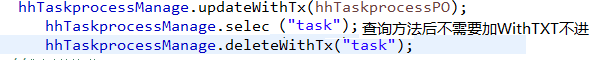 hhTaskprocessManage.updateWithTx(hhTaskprocessPO);
hhTaskprocessManage.selec ("task"); 查询方法后不需要加WithTXT不进
hhTaskprocessManage.deleteWithTx("task");